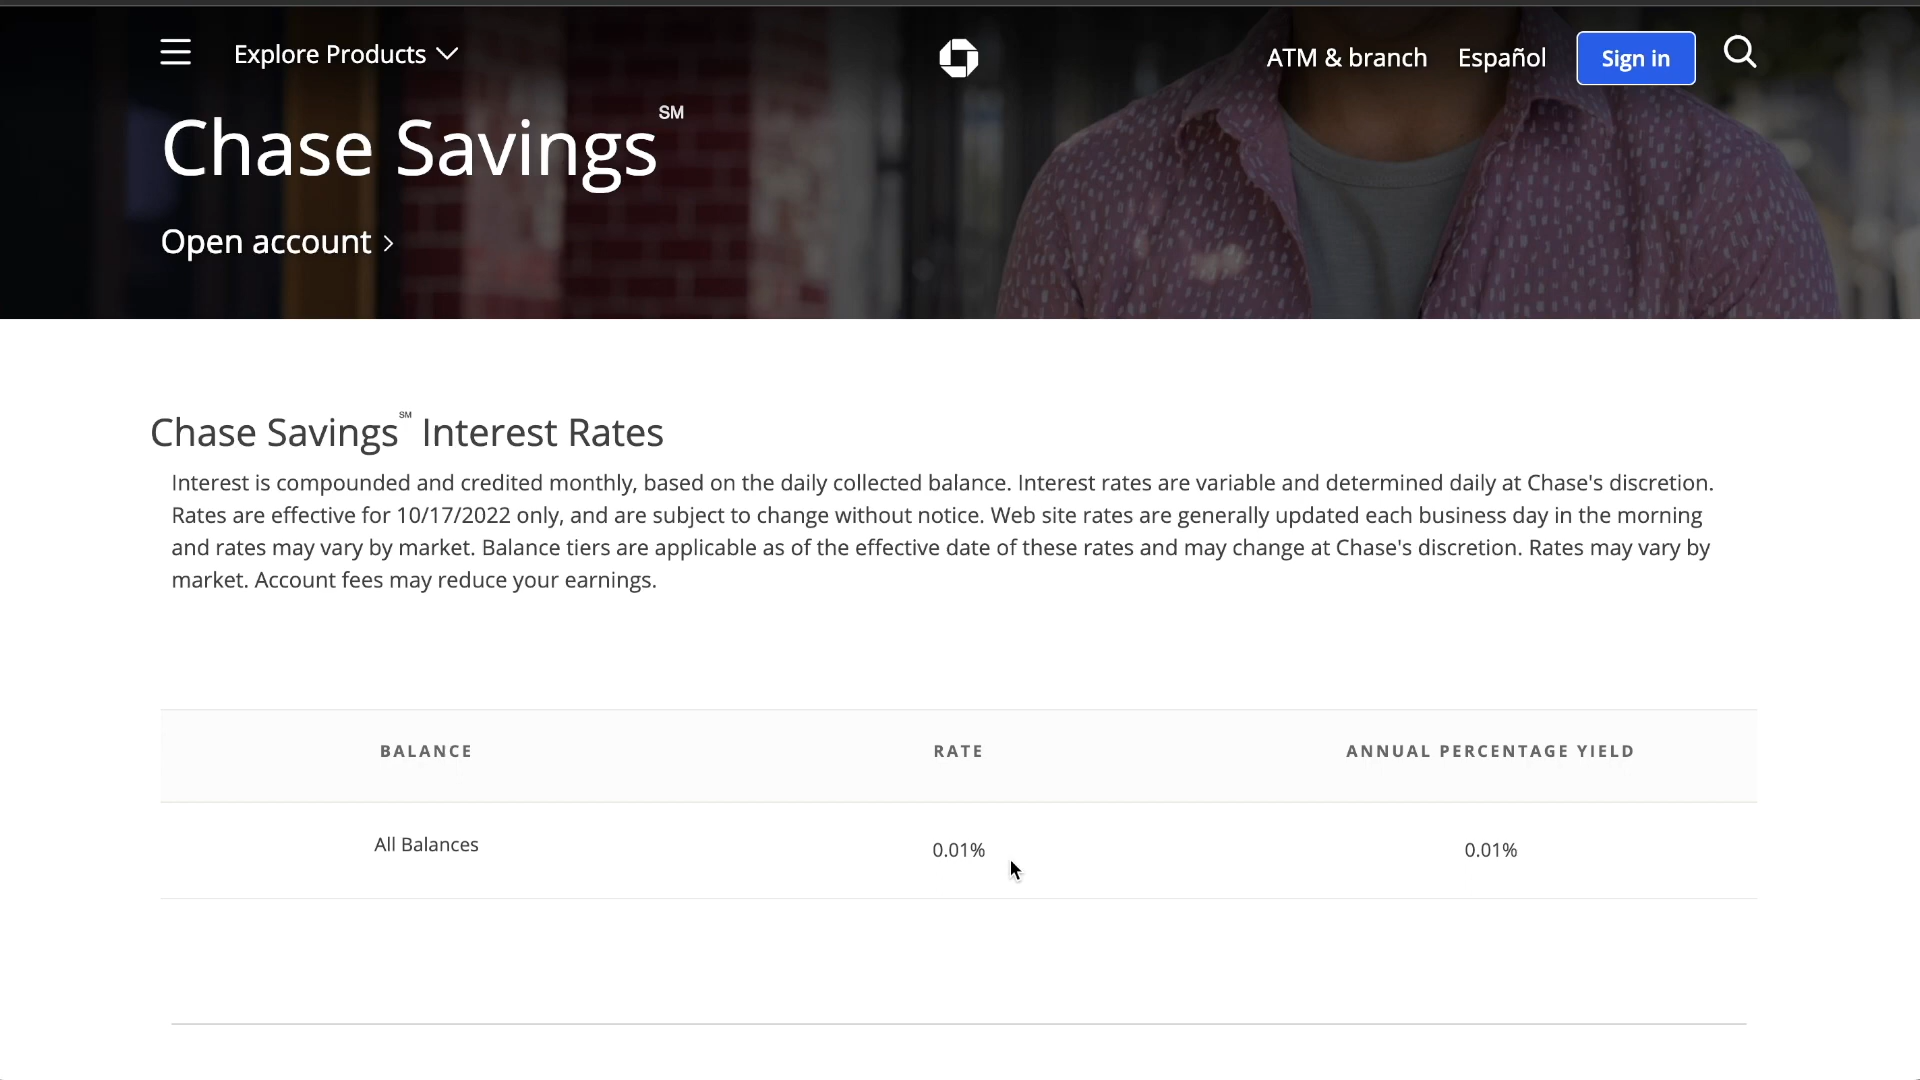 Explore Products
ATM & branch
Español
Sign in
Chase Savings℠
Open account ›
Chase Savings℠ Interest Rates
Interest is compounded and credited monthly, based on the daily collected balance. Interest rates are variable and determined daily at Chase's discretion.
Rates are effective for 10/17/2022 only, and are subject to change without notice. Web site rates are generally updated each business day in the morning
and rates may vary by market. Balance tiers are applicable as of the effective date of these rates and may change at Chase's discretion. Rates may vary by
market. Account fees may reduce your earnings.
BALANCE RATE ANNUAL PERCENTAGE YIELD
All Balances 0.01% 0.01%